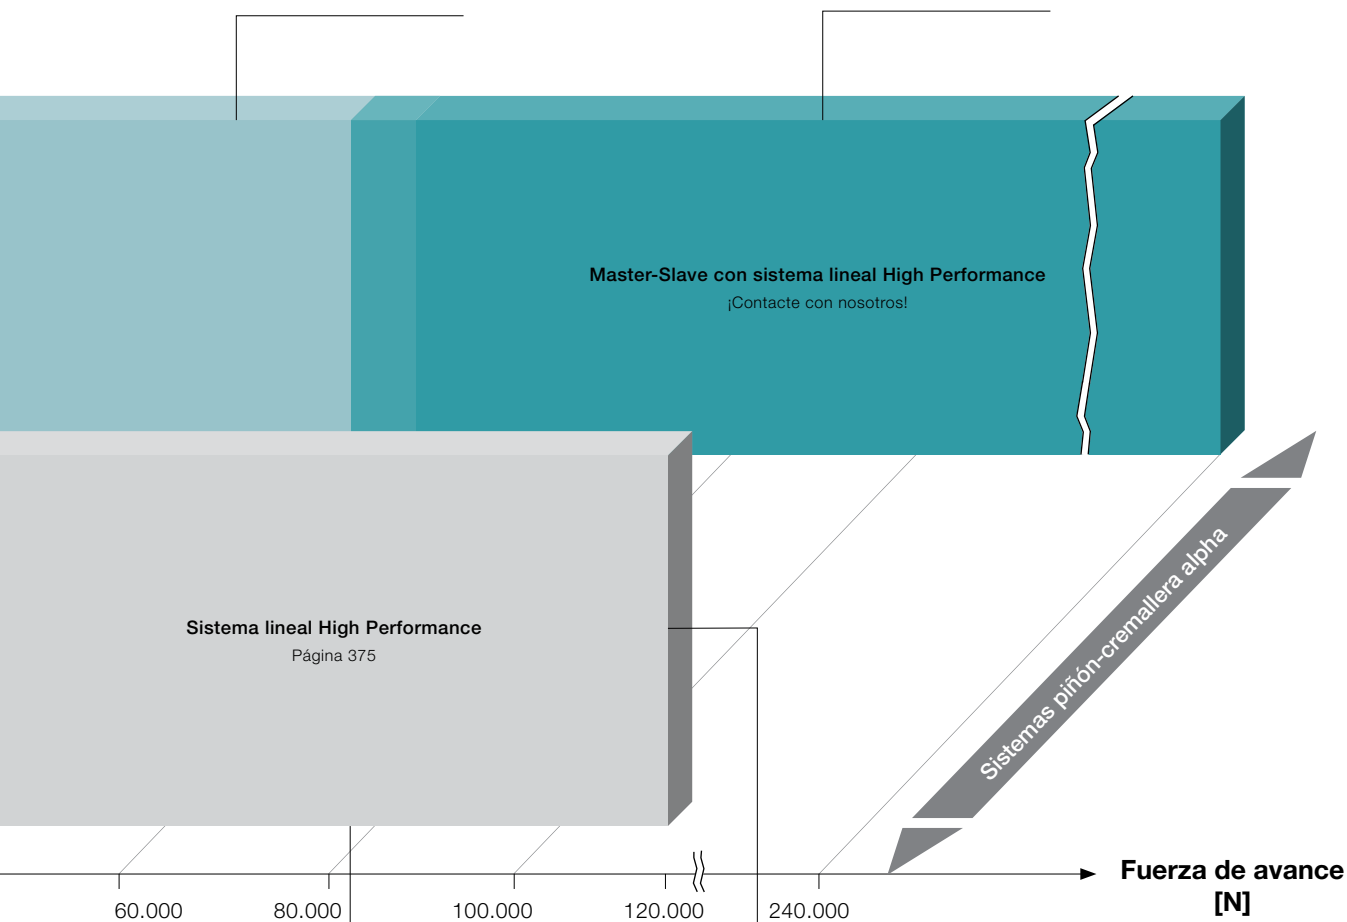 Master-Slave con sistema lineal High Performance
¡Contacte con nosotros!
Sistema lineal High Performance
Página 375
Sistemas piñón-cremallera alpha
60.000 80.000 100.000 120.000 240.000
Fuerza de avance
[N]